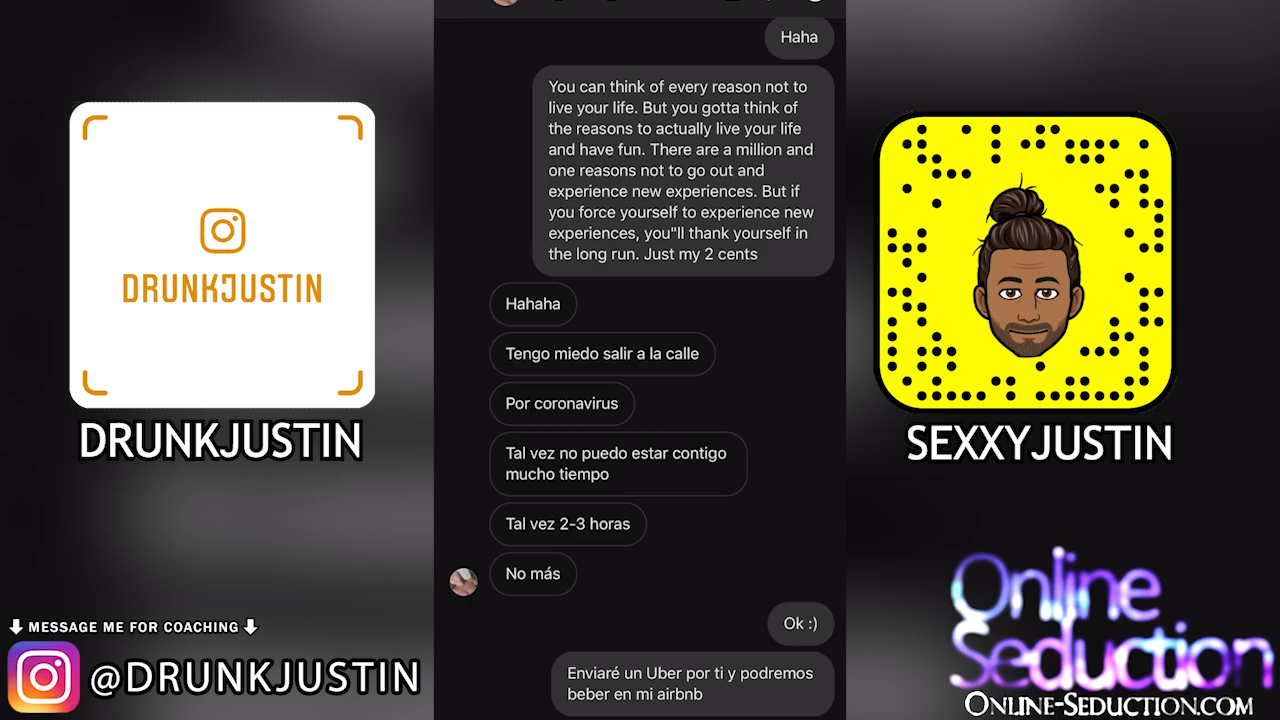 Haha
You can think of every reason not to
live your life. But you gotta think of
the reasons to actually live your life
and have fun. There are a million and
one reasons not to go out and
experience new experiences. But if
you force yourself to experience new
experiences, you"ll thank yourself in
the long run. Just my 2 cents
Hahaha
Tengo miedo salir a la calle
Por coronavirus
Tal vez no puedo estar contigo
mucho tiempo
Tal vez 2-3 horas
No más
Ok :)
Enviaré un Uber por ti y podremos
beber en mi airbnb
DRUNKJUSTIN
DRUNKJUSTIN
MESSAGE ME FOR COACHING
@DRUNKJUSTIN
SEXXYJUSTIN
Online
Seduction
ONLINE-SEDUCTION.COM